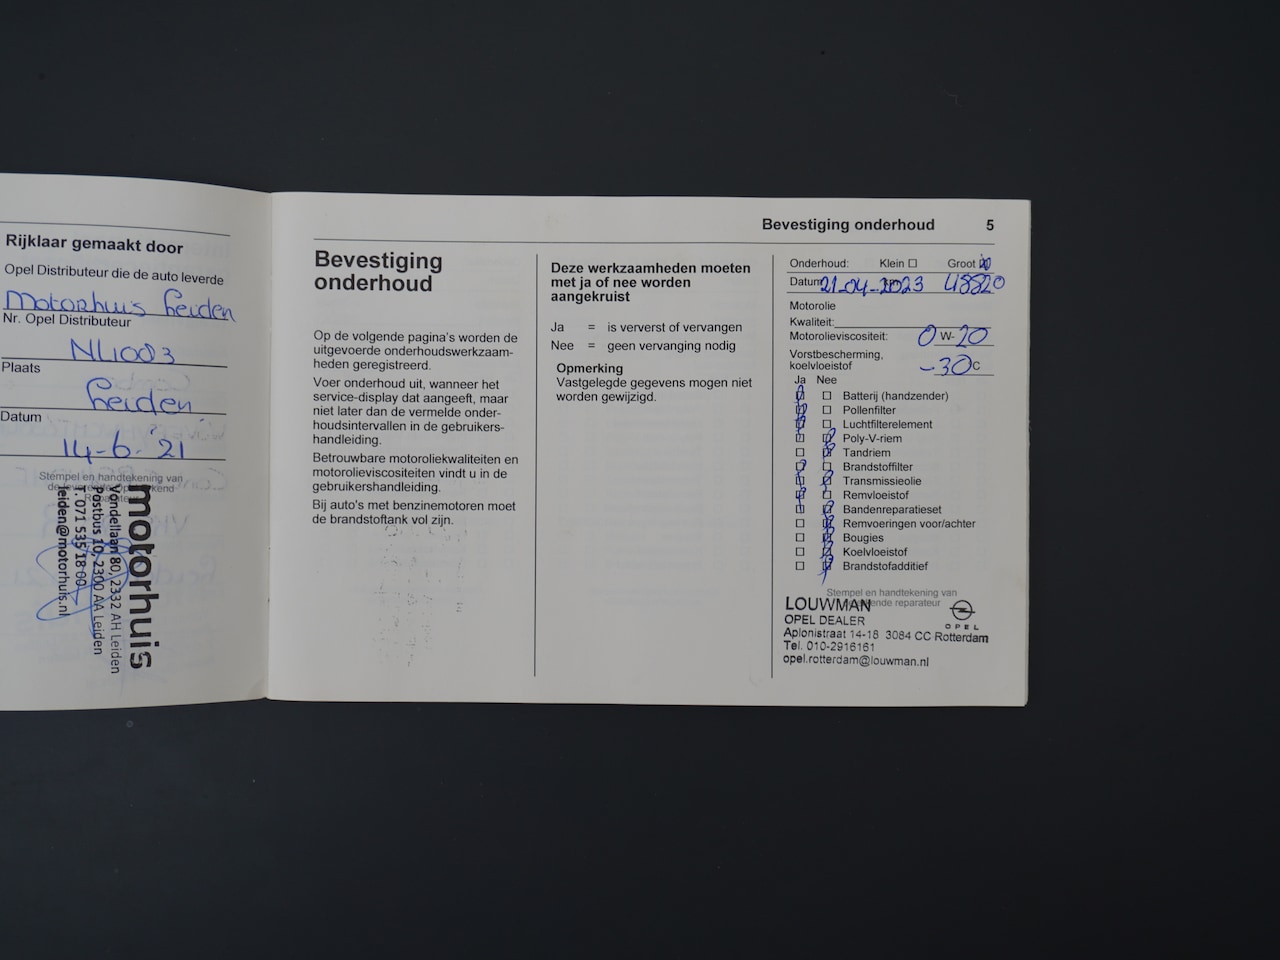 Rijklaar gemaakt door
Opel Distributeur die de auto leverde
Motorhuis Leiden
Nr. Opel Distributeur
NL1003
Plaats
Leiden
Datum
14-6-'21
Stempel en handtekening van
motorhuis
Vondellaan 80, 2332 AH Leiden
Postbus 10, 2300 AA Leiden
T. 071 535 18 00
leiden@motorhuis.nl
Bevestiging onderhoud 5
Bevestiging
onderhoud
Op de volgende pagina's worden de
uitgevoerde onderhoudswerkzaam-
heden geregistreerd.
Voer onderhoud uit, wanneer het
service-display dat aangeeft, maar
niet later dan de vermelde onder-
houdsintervallen in de gebruikers-
handleiding.
Betrouwbare motoroliekwaliteiten en
motorolieviscositeiten vindt u in de
gebruikershandleiding.
Bij auto's met benzinemotoren moet
de brandstoftank vol zijn.
Deze werkzaamheden moeten
met ja of nee worden
aangekruist
Ja = is ververst of vervangen
Nee = geen vervanging nodig
Opmerking
Vastgelegde gegevens mogen niet
worden gewijzigd.
Onderhoud: Klein Groot
Datum 21-04-2023 km 48820
Motorolie
Kwaliteit:
Motorolieviscositeit: 0 W- 20
Vorstbescherming,
koelvloeistof -30 C
Ja Nee
Batterij (handzender)
Pollenfilter
Luchtfilterelement
Poly-V-riem
Tandriem
Brandstoffilter
Transmissieolie
Remvloeistof
Bandenreparatieset
Remvoeringen voor/achter
Bougies
Koelvloeistof
Brandstofadditief
Stempel en handtekening van
reparateur
LOUWMAN
OPEL DEALER
OPEL
Aplonistraat 14-16 3084 CC Rotterdam
Tel. 010-2916161
opel.rotterdam@louwman.nl